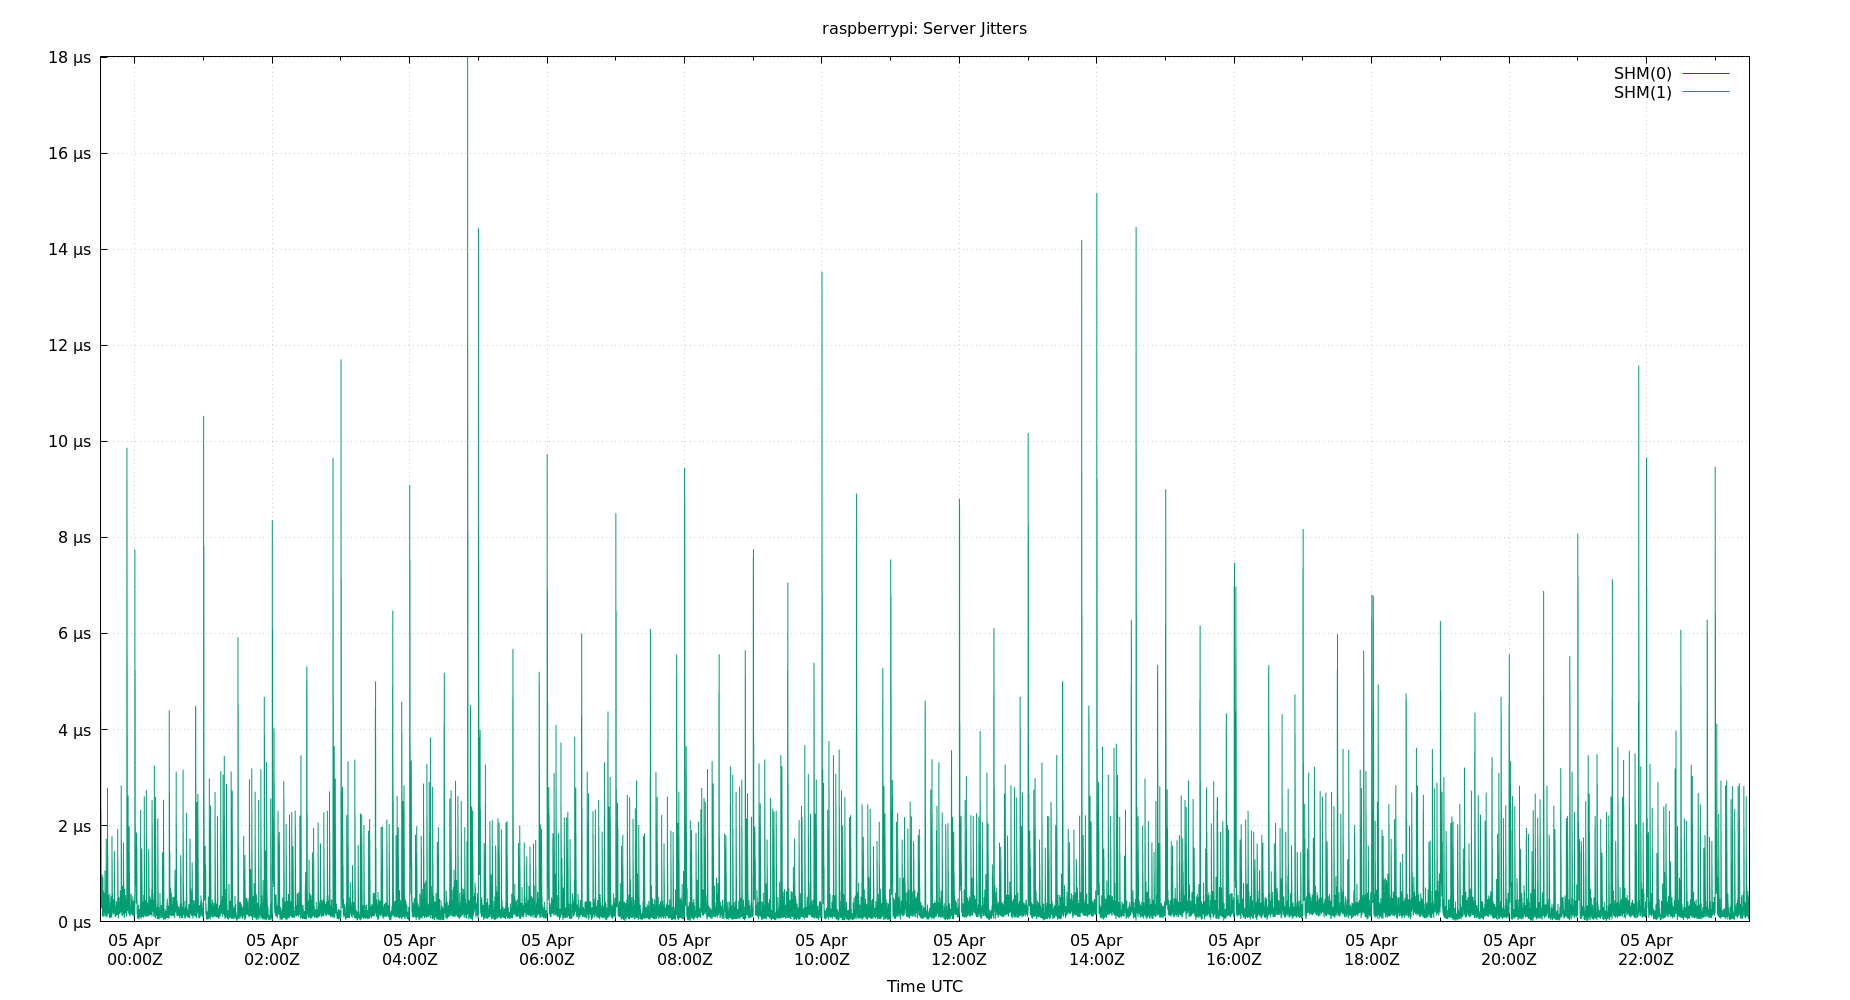 raspberrypi: Server Jitters
18 µs
16 µs
14 µs
12 µs
10 µs
8 µs
6 µs
4 µs
2 µs
0 µs
SHM(0)
SHM(1)
05 Apr 05 Apr 05 Apr 05 Apr 05 Apr 05 Apr 05 Apr 05 Apr 05 Apr 05 Apr 05 Apr 05 Apr
00:00Z 02:00Z 04:00Z 06:00Z 08:00Z 10:00Z 12:00Z 14:00Z 16:00Z 18:00Z 20:00Z 22:00Z
Time UTC